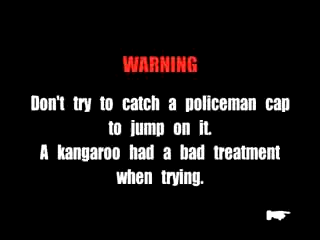 WARNING
Don't try to catch a policeman cap
to jump on it.
A kangaroo had a bad treatment
when trying.